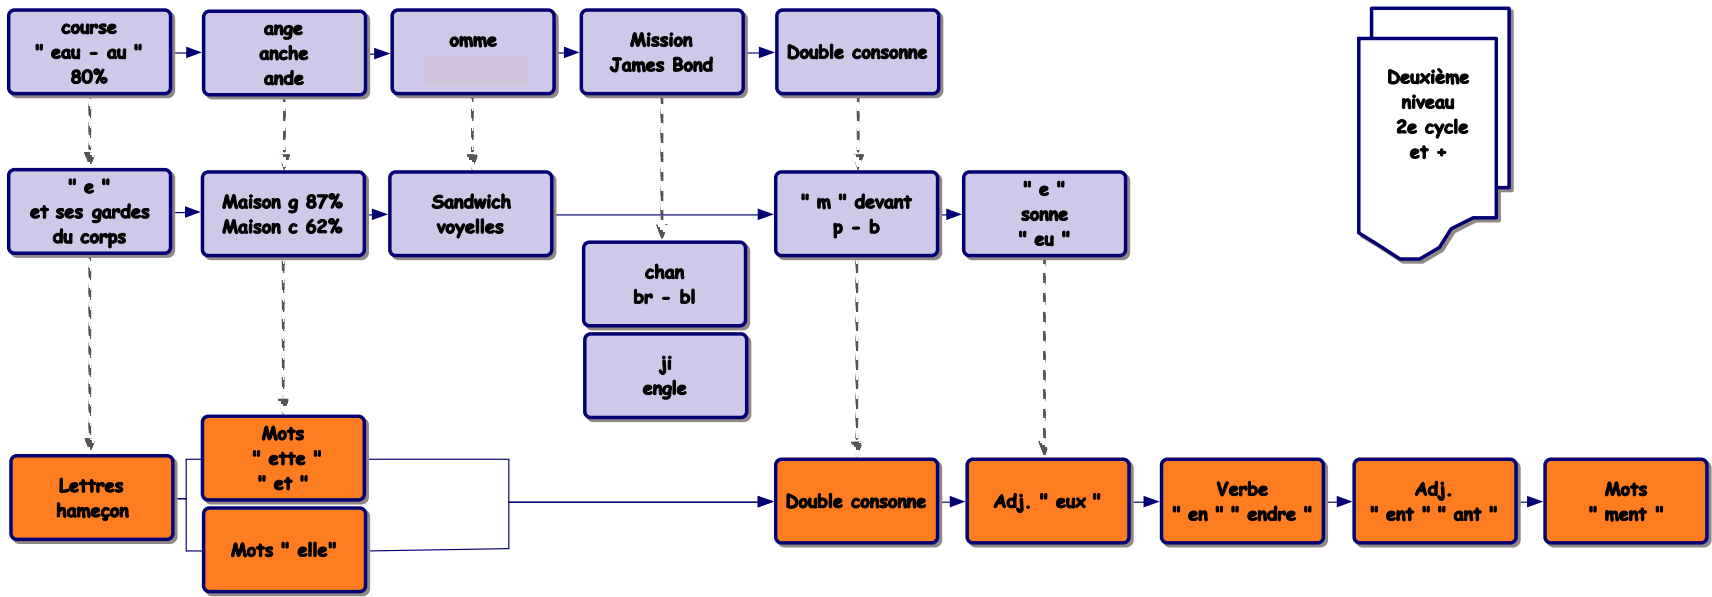 course
" eau - au "
80%
ange
anche
ande
omme
Mission
James Bond
Double consonne
Deuxième
niveau
2e cycle
et +
" e "
et ses gardes
du corps
Maison g 87%
Maison c 62%
Sandwich
voyelles
" m " devant
p - b
" e "
sonne
" eu "
chan
br - bl
ji
engle
Lettres
hameçon
Mots
" ette "
" et "
Mots " elle"
Double consonne
Adj. " eux "
Verbe
" en " " endre "
Adj.
" ent " " ant "
Mots
" ment "